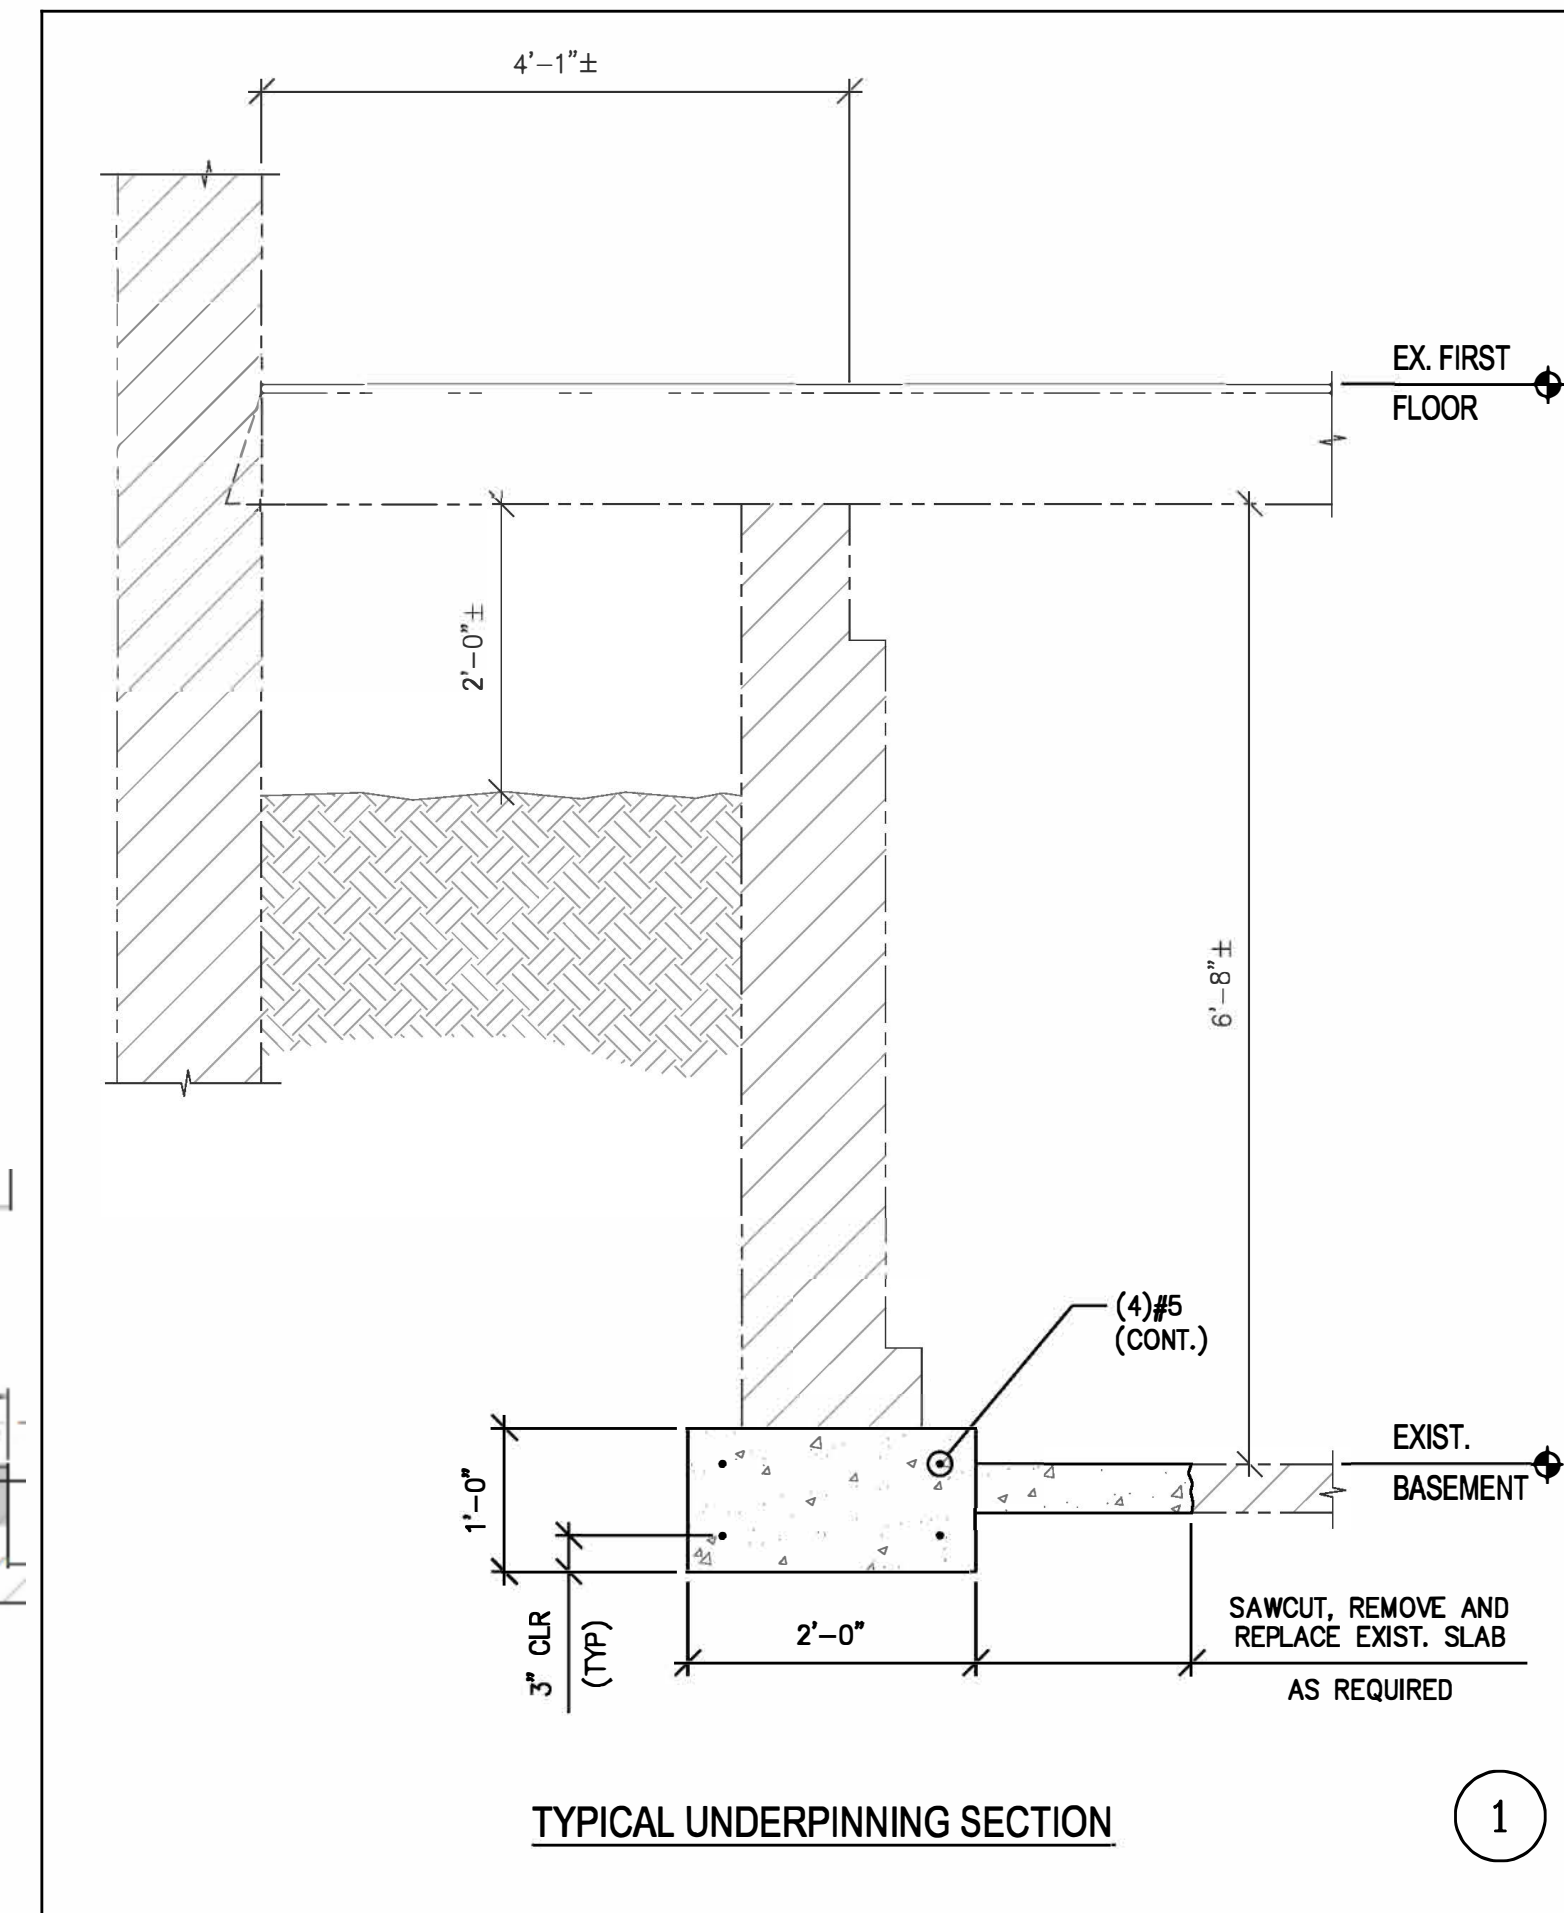 4'-1"±
EX. FIRST
FLOOR
2'-0"±
6'-8"±
(4)#5
(CONT.)
1'-0"
EXIST.
BASEMENT
3" CLR
(TYP)
2'-0"
SAWCUT, REMOVE AND
REPLACE EXIST. SLAB
AS REQUIRED
TYPICAL UNDERPINNING SECTION
1